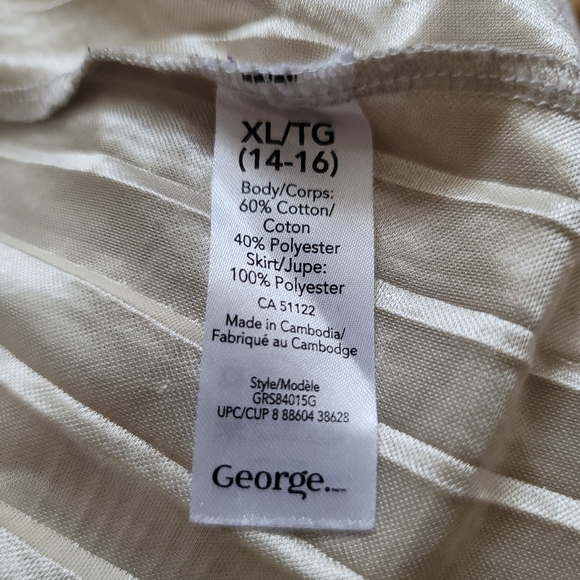 XL/TG
(14-16)
Body/Corps:
60% Cotton/
Coton
40% Polyester
Skirt/Jupe:
100% Polyester
CA 51122
Made in Cambodia/
Fabriqué au Cambodge
Style/Modèle
GRS84015G
UPC/CUP 8 88604 38628
George.